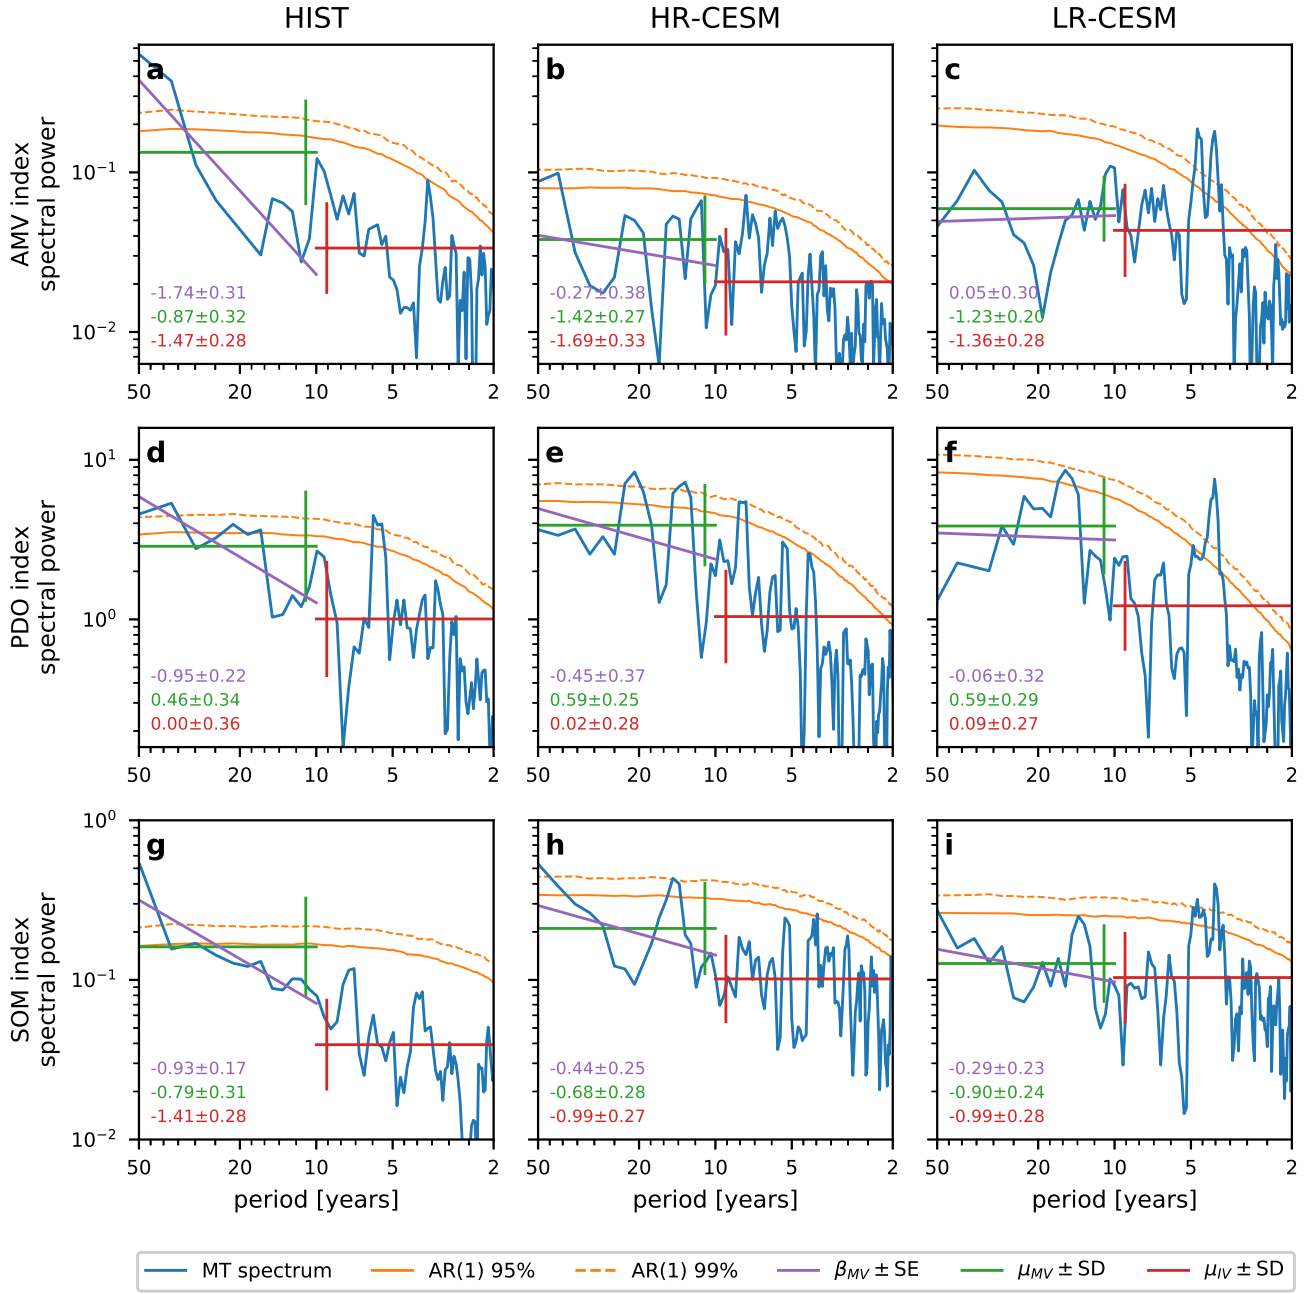 HIST HR-CESM LR-CESM
AMV index
spectral power
a b c
10⁻¹
10⁻²
-1.74±0.31 -0.27±0.38 0.05±0.30
-0.87±0.32 -1.42±0.27 -1.23±0.20
-1.47±0.28 -1.69±0.33 -1.36±0.28
50 20 10 5 2 50 20 10 5 2 50 20 10 5 2
PDO index
spectral power
d e f
10¹
10⁰
-0.95±0.22 -0.45±0.37 -0.06±0.32
0.46±0.34 0.59±0.25 0.59±0.29
0.00±0.36 0.02±0.28 0.09±0.27
50 20 10 5 2 50 20 10 5 2 50 20 10 5 2
SOM index
spectral power
10⁰
g h i
10⁻¹
-0.93±0.17 -0.44±0.25 -0.29±0.23
-0.79±0.31 -0.68±0.28 -0.90±0.24
-1.41±0.28 -0.99±0.27 -0.99±0.28
10⁻²
50 20 10 5 2 50 20 10 5 2 50 20 10 5 2
period [years] period [years] period [years]
MT spectrum AR(1) 95% AR(1) 99% β_MV ± SE μ_MV ± SD μ_IV ± SD